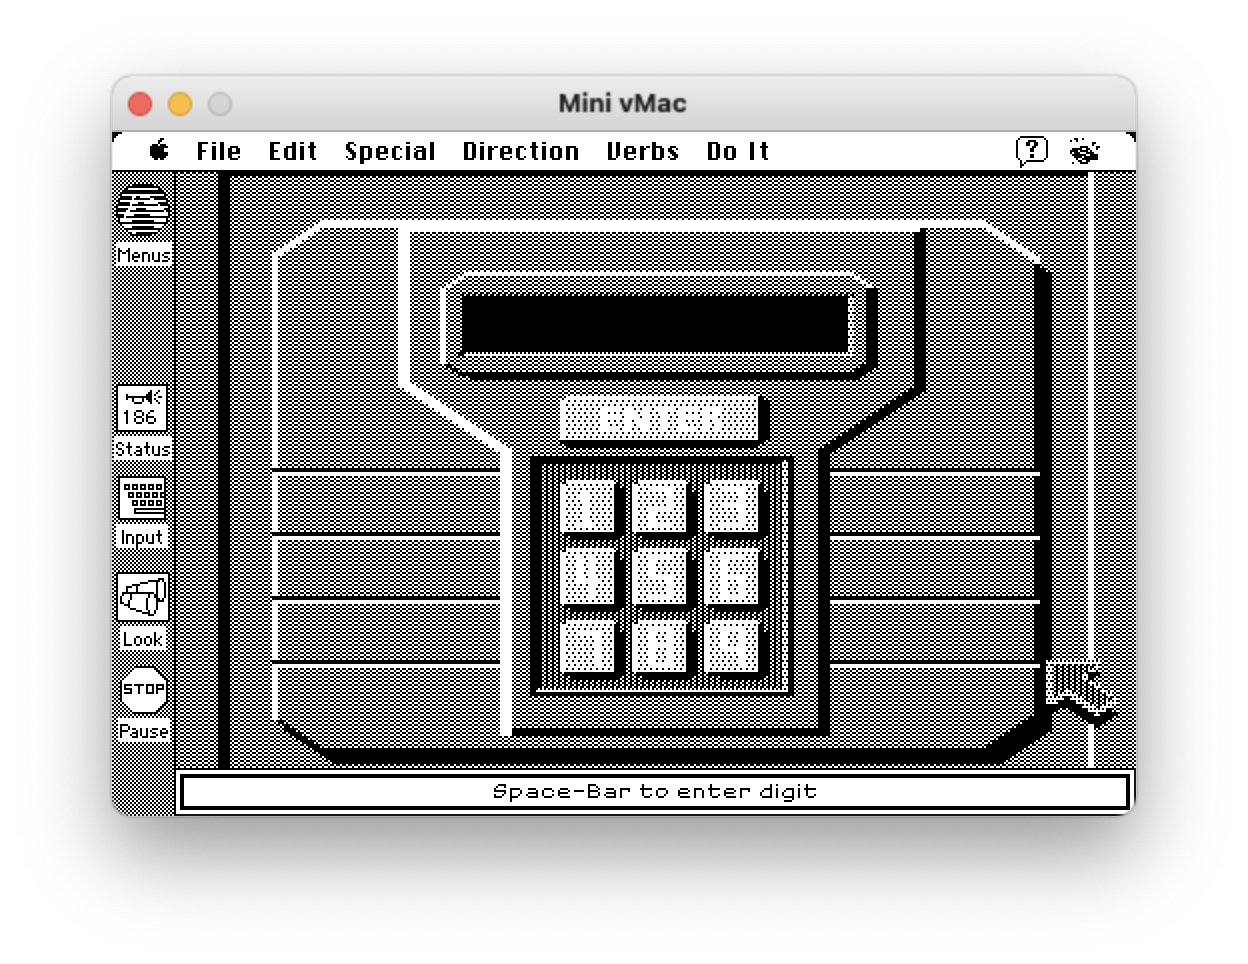 Mini vMac
File Edit Special Direction Verbs Do It ?
Menus
186
Status
Input
Look
STOP
Pause
ENTER
Space-Bar to enter digit